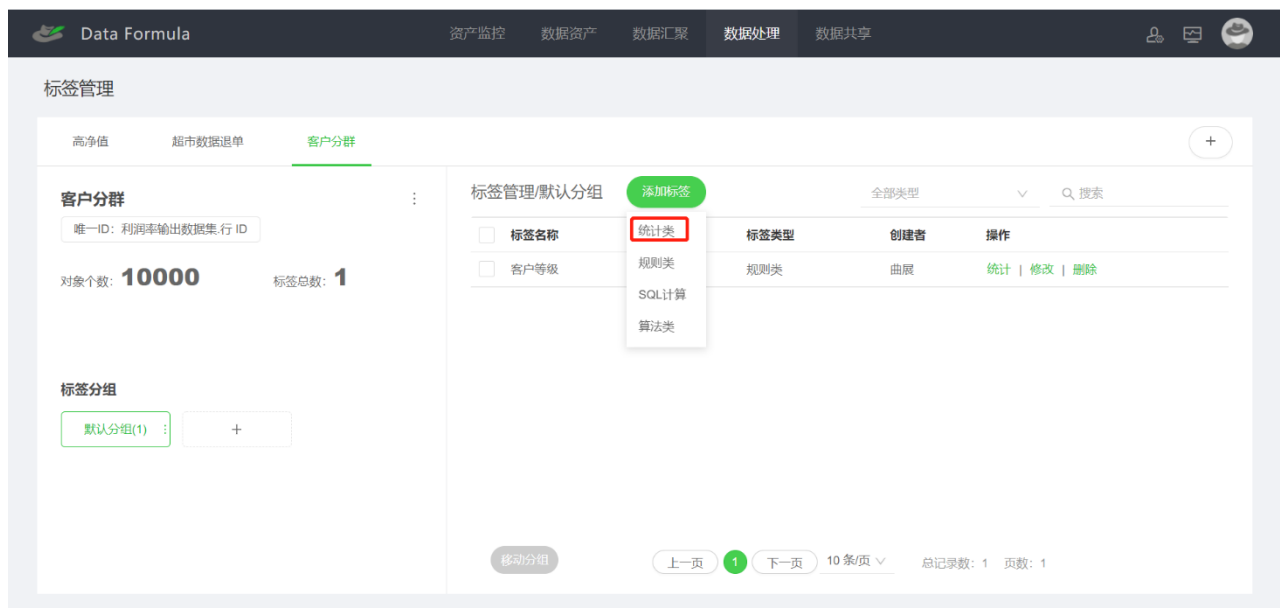 Data Formula 资产监控 数据资产 数据汇聚 数据处理 数据共享
标签管理
高净值 超市数据退单 客户分群 +
客户分群
唯一ID：利润率输出数据集.行 ID
对象个数：10000 标签总数：1
标签分组
默认分组(1) +
标签管理/默认分组 添加标签 全部类型 搜索
标签名称 标签类型 创建者 操作
客户等级 规则类 曲展 统计 | 修改 | 删除
统计类
规则类
SQL计算
算法类
移动分组 上一页 1 下一页 10 条/页 总记录数：1 页数：1